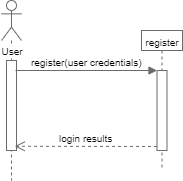 User
register
register(user credentials)
login results